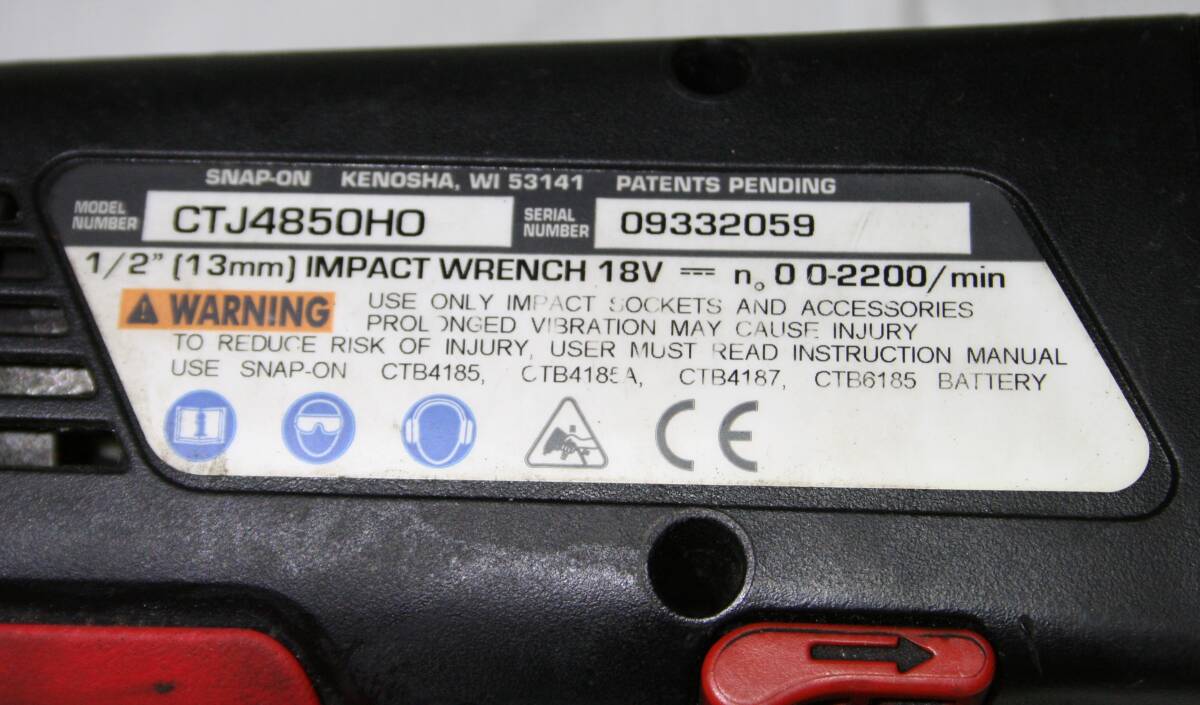 SNAP-ON KENOSHA, WI 53141 PATENTS PENDING
MODEL NUMBER CTJ4850HO SERIAL NUMBER 09332059
1/2" (13mm) IMPACT WRENCH 18V ⎓ n₀ 0 0-2200/min
⚠ WARNING USE ONLY IMPACT SOCKETS AND ACCESSORIES
PROLONGED VIBRATION MAY CAUSE INJURY
TO REDUCE RISK OF INJURY, USER MUST READ INSTRUCTION MANUAL
USE SNAP-ON CTB4185, CTB4185A, CTB4187, CTB6185 BATTERY
CE